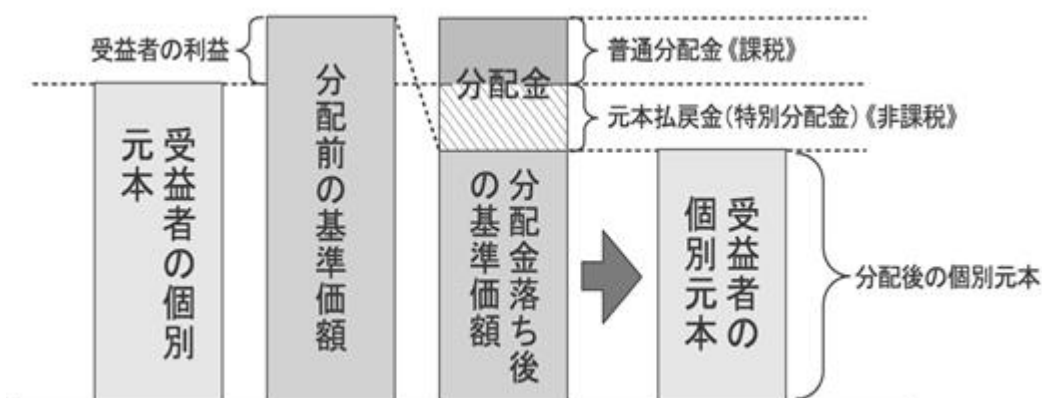 受益者の利益
受益者の個別
元本
分配前の基準価額
分配金
分配金落ち後
の基準価額
普通分配金《課税》
元本払戻金(特別分配金)《非課税》
受益者の
個別元本
分配後の個別元本